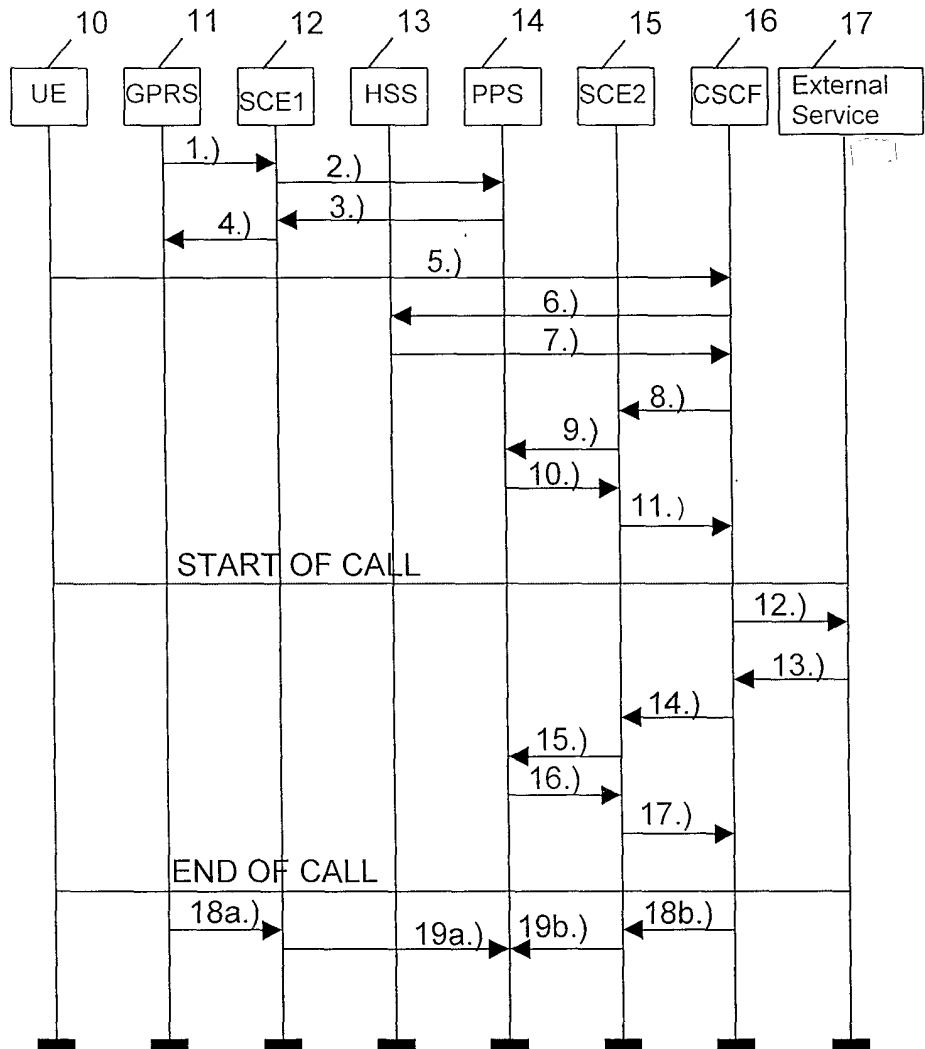 10 11 12 13 14 15 16 17
UE GPRS SCE1 HSS PPS SCE2 CSCF External
Service
1.)
2.)
3.)
4.)
5.)
6.)
7.)
8.)
9.)
10.)
11.)
START OF CALL
12.)
13.)
14.)
15.)
16.)
17.)
END OF CALL
18a.) 18b.)
19a.) 19b.)